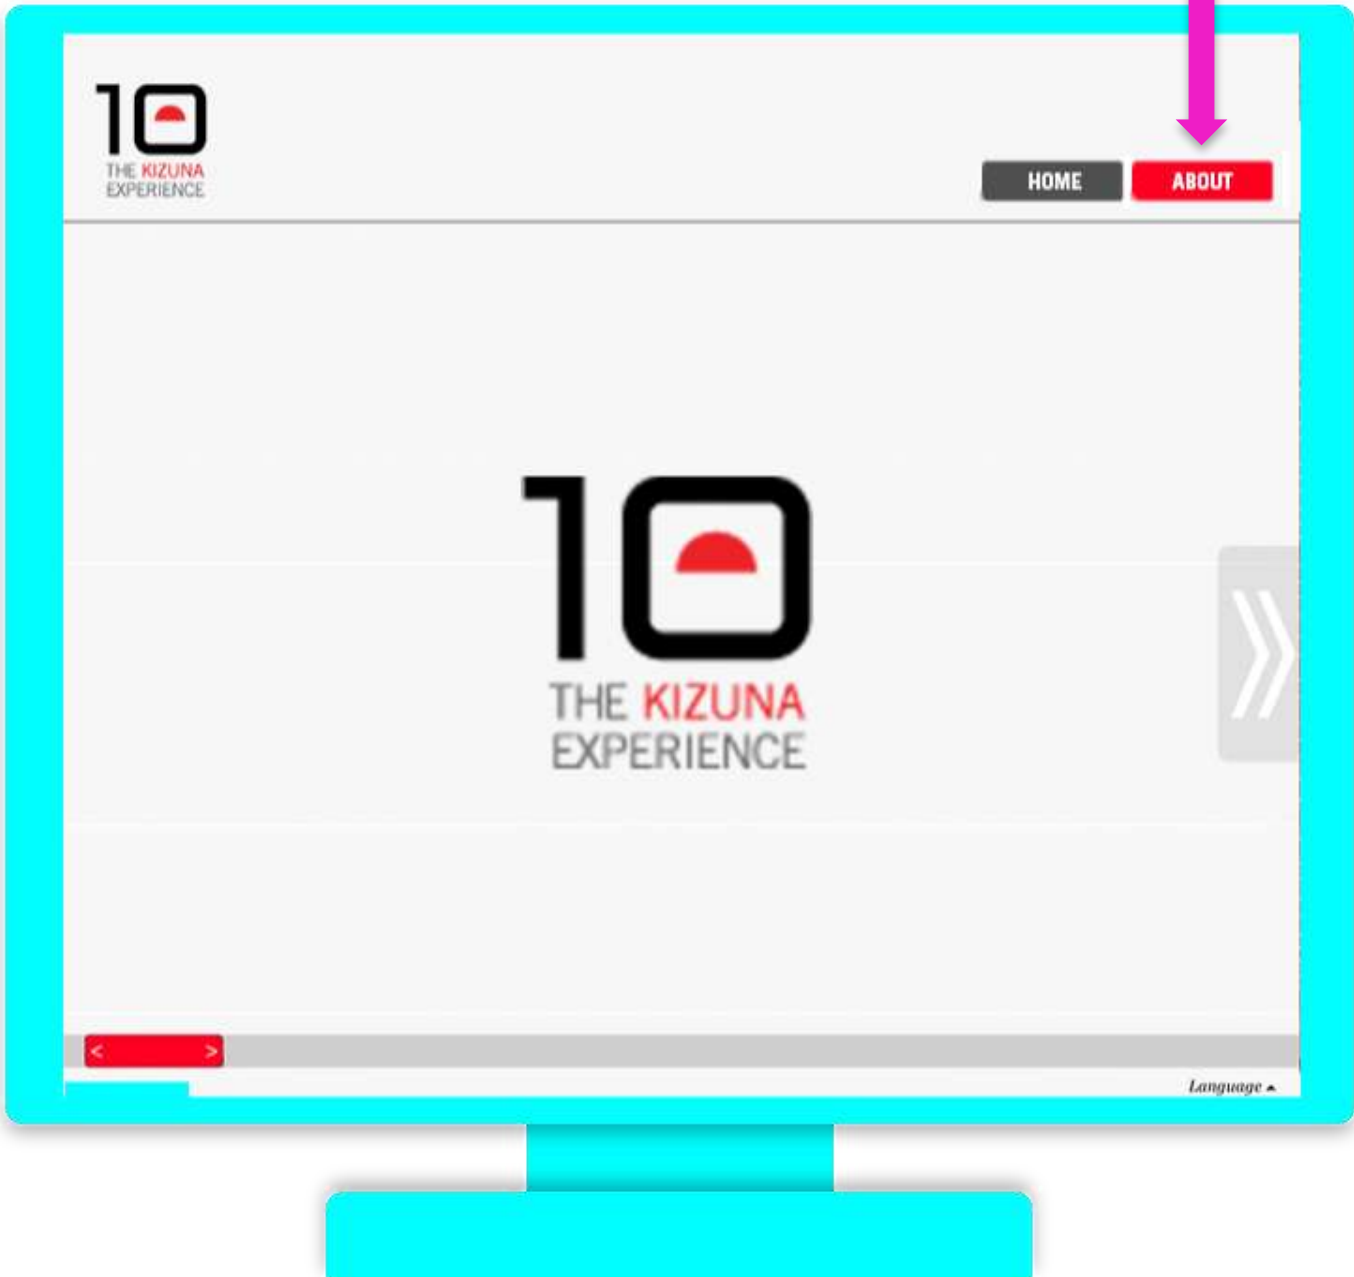 10
THE KIZUNA
EXPERIENCE
HOME
ABOUT
10
THE KIZUNA
EXPERIENCE
< >
Language